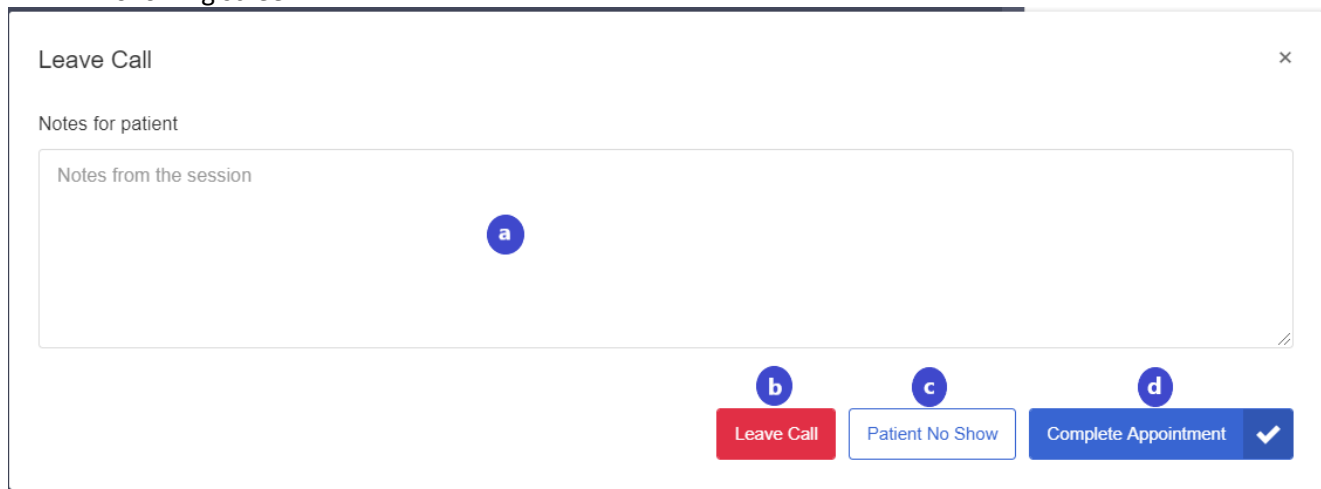 Leave Call ×
Notes for patient
Notes from the session
a
b c d
Leave Call Patient No Show Complete Appointment